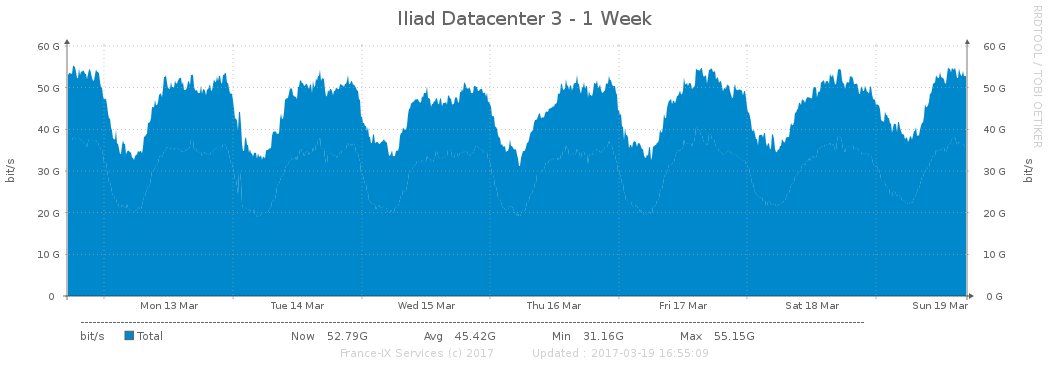 Iliad Datacenter 3 - 1 Week
RRDTOOL / TOBI OETIKER
bit/s
60 G
50 G
40 G
30 G
20 G
10 G
0
60 G
50 G
40 G
30 G
20 G
10 G
0 G
bit/s
Mon 13 Mar Tue 14 Mar Wed 15 Mar Thu 16 Mar Fri 17 Mar Sat 18 Mar Sun 19 Mar
bit/s Total Now 52.79G Avg 45.42G Min 31.16G Max 55.15G
France-IX Services (c) 2017 Updated : 2017-03-19 16:55:09